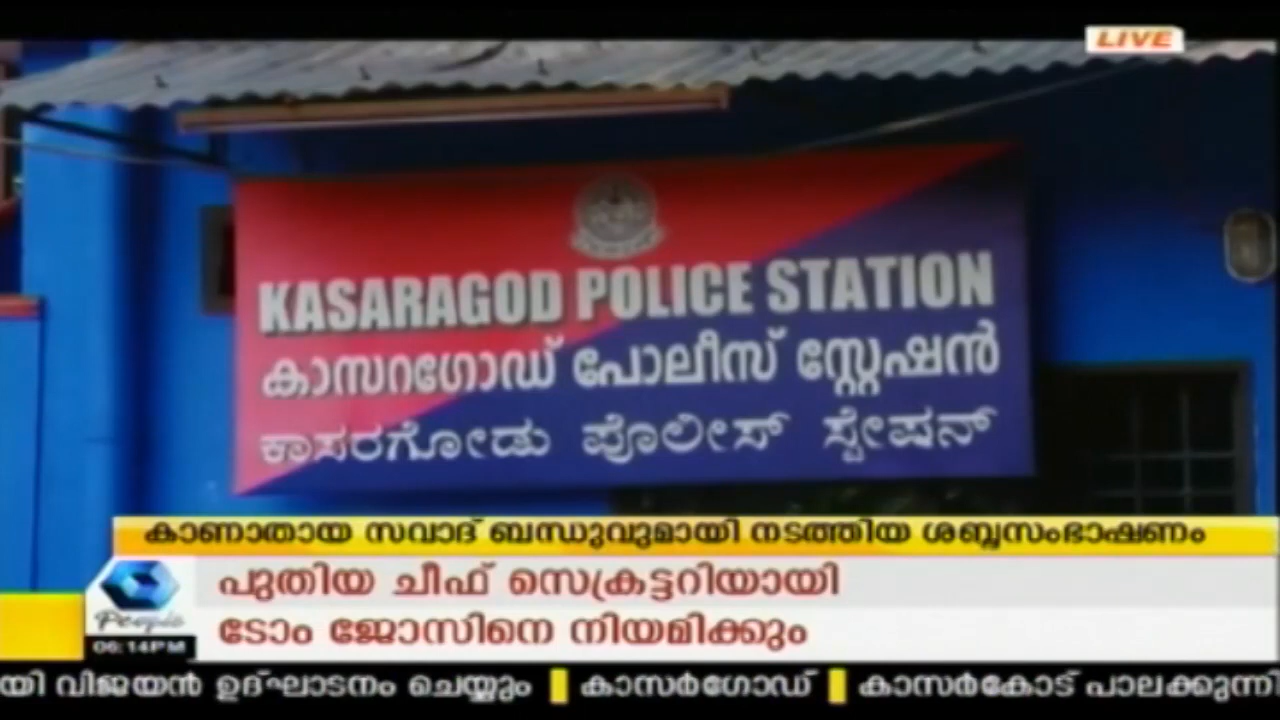 LIVE
KASARAGOD POLICE STATION
കാസറഗോഡ് പോലീസ് സ്റ്റേഷൻ
ಕಾಸರಗೋಡು ಪೊಲೀಸ್ ಸ್ಟೇಷನ್
കാണാതായ സവാദ് ബന്ധുവുമായി നടത്തിയ ശബ്ദസംഭാഷണം
പുതിയ ചീഫ് സെക്രട്ടറിയായി
ടോം ജോസിനെ നിയമിക്കും
People
06:14PM
യി വിജയൻ ഉദ്ഘാടനം ചെയ്യും കാസർഗോഡ് കാസർകോട് പാലക്കുന്നി